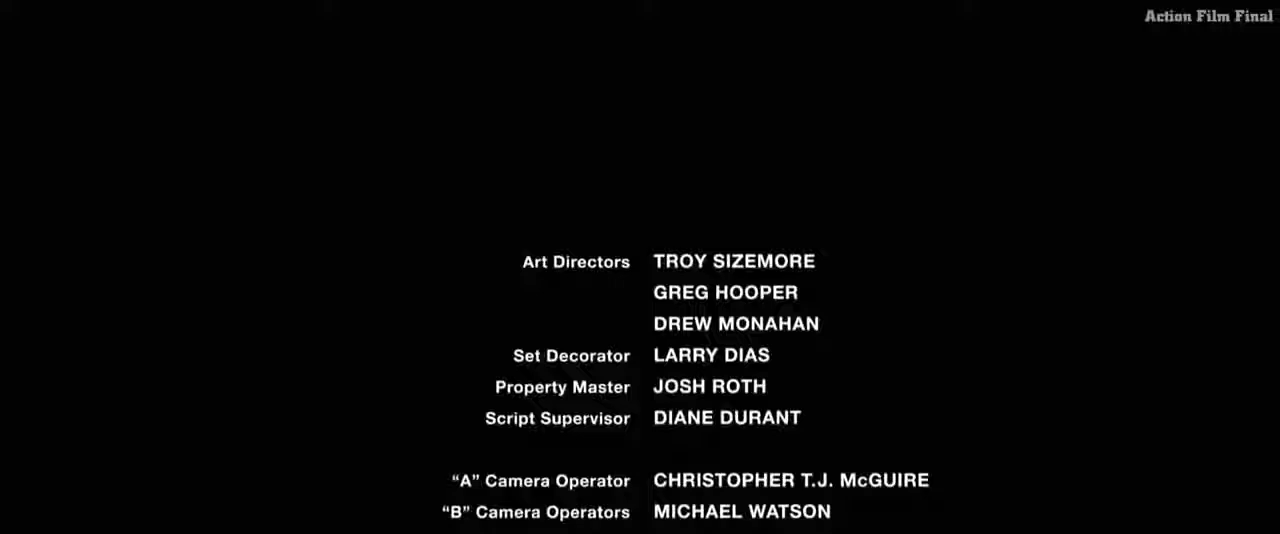 Action Film Final
Art Directors TROY SIZEMORE
GREG HOOPER
DREW MONAHAN
Set Decorator LARRY DIAS
Property Master JOSH ROTH
Script Supervisor DIANE DURANT
“A” Camera Operator CHRISTOPHER T.J. McGUIRE
“B” Camera Operators MICHAEL WATSON